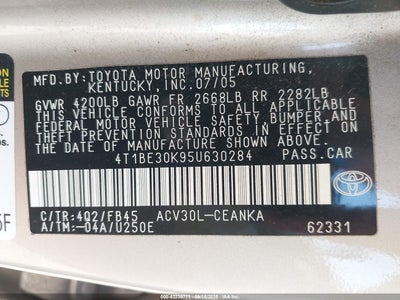 MFD.BY:TOYOTA MOTOR MANUFACTURING,
KENTUCKY,INC.07/05
GVWR 4200LB GAWR FR 2668LB RR 2282LB
THIS VEHICLE CONFORMS TO ALL APPLICABLE
FEDERAL MOTOR VEHICLE SAFETY, BUMPER, AND
THEFT PREVENTION STANDARDS IN EFFECT ON
THE DATE OF MANUFACTURE SHOWN ABOVE.
4T1BE30K95U630284 PASS.CAR
TOYOTA
C/TR:4Q2/FB45 ACV30L-CEANKA
A/TM:-04A/U250E 62331